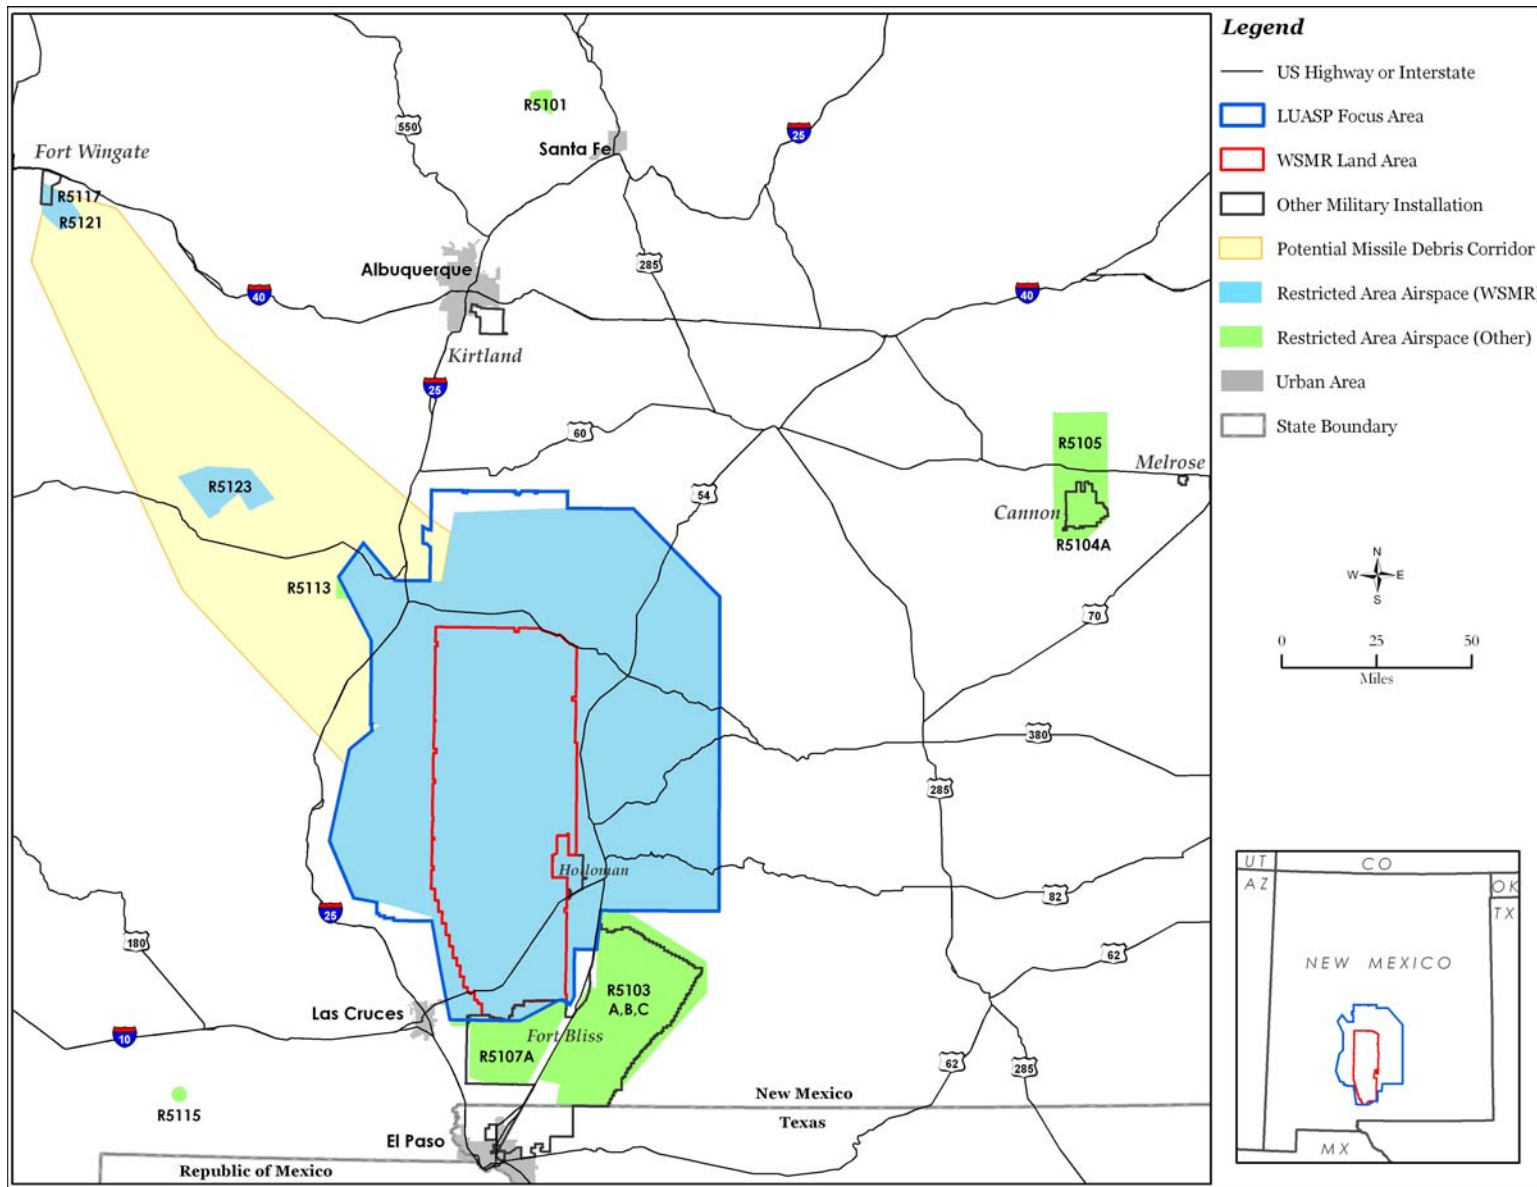 Legend
US Highway or Interstate
LUASP Focus Area
WSMR Land Area
Other Military Installation
Potential Missile Debris Corridor
Restricted Area Airspace (WSMR)
Restricted Area Airspace (Other)
Urban Area
State Boundary
N
W E
S
0 25 50
Miles
UT CO
AZ OK
TX
NEW MEXICO
MX
R5101
550
25
Santa Fe
Fort Wingate
R5117
R5121
Albuquerque
285
40
40
Kirtland
25
60
R5105
Melrose
R5123
54
Cannon
R5104A
R5113
70
380
285
Holloman
82
25
180
62
R5103
A,B,C
Las Cruces
Fort Bliss
10
R5107A
62
285
New Mexico
R5115
Texas
El Paso
Republic of Mexico